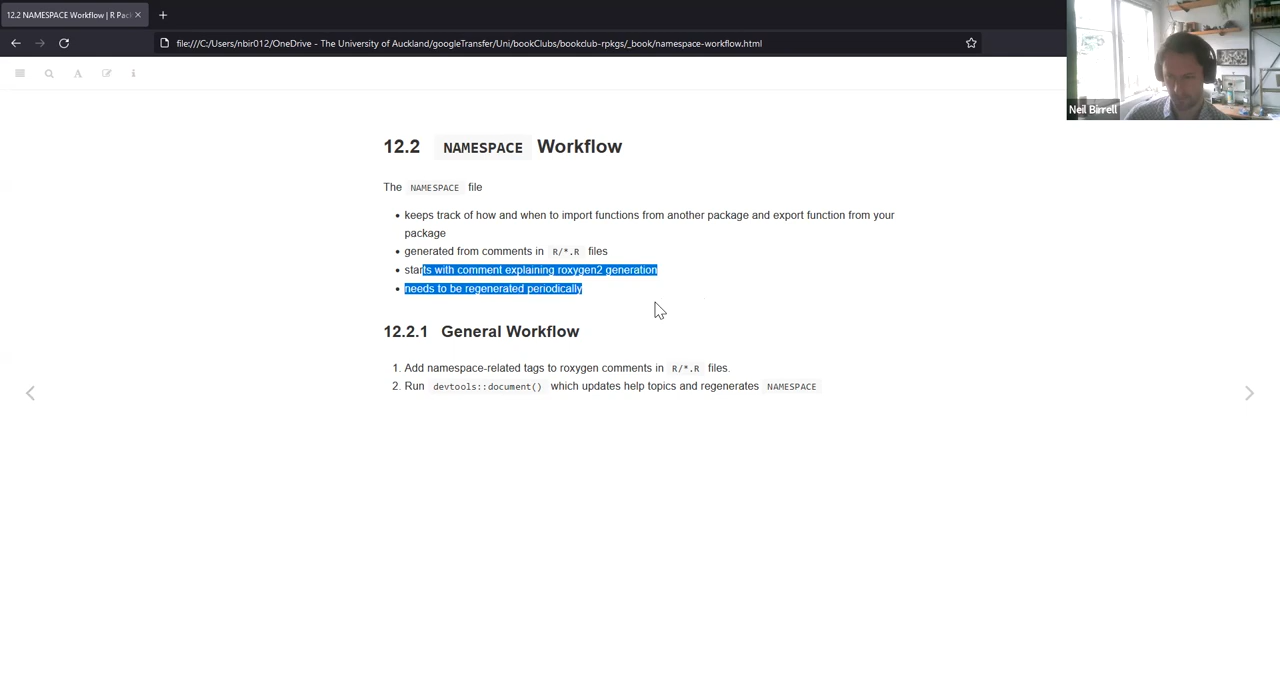 12.2 NAMESPACE Workflow | R Pac
file:///C:/Users/nbir012/OneDrive - The University of Auckland/googleTransfer/Uni/bookClubs/bookclub-rpkgs/_book/namespace-workflow.html
Neil Birrell
12.2 NAMESPACE Workflow
The NAMESPACE file
• keeps track of how and when to import functions from another package and export function from your
package
• generated from comments in R/*.R files
• starts with comment explaining roxygen2 generation
• needs to be regenerated periodically
12.2.1 General Workflow
1. Add namespace-related tags to roxygen comments in R/*.R files.
2. Run devtools::document() which updates help topics and regenerates NAMESPACE